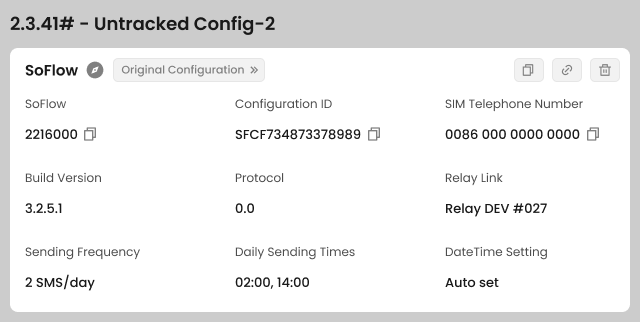 2.3.41# - Untracked Config-2
SoFlow Original Configuration »
SoFlow Configuration ID SIM Telephone Number
2216000 SFCF734873378989 0086 000 0000 0000
Build Version Protocol Relay Link
3.2.5.1 0.0 Relay DEV #027
Sending Frequency Daily Sending Times DateTime Setting
2 SMS/day 02:00, 14:00 Auto set